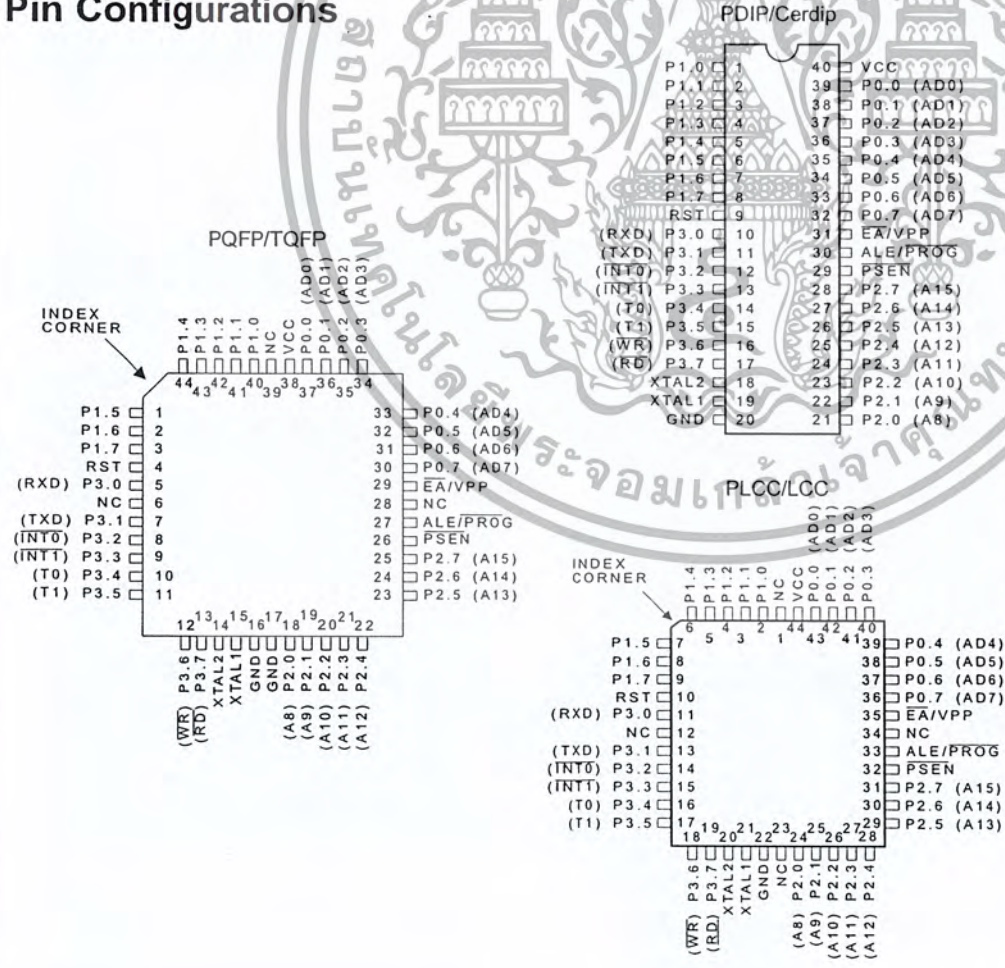 Pin Configurations
PDIP/Cerdip
P1.0 1 40 VCC
P1.1 2 39 P0.0 (AD0)
P1.2 3 38 P0.1 (AD1)
P1.3 4 37 P0.2 (AD2)
P1.4 5 36 P0.3 (AD3)
P1.5 6 35 P0.4 (AD4)
P1.6 7 34 P0.5 (AD5)
P1.7 8 33 P0.6 (AD6)
RST 9 32 P0.7 (AD7)
(RXD) P3.0 10 31 EA/VPP
(TXD) P3.1 11 30 ALE/PROG
(INT0) P3.2 12 29 PSEN
(INT1) P3.3 13 28 P2.7 (A15)
(T0) P3.4 14 27 P2.6 (A14)
(T1) P3.5 15 26 P2.5 (A13)
(WR) P3.6 16 25 P2.4 (A12)
(RD) P3.7 17 24 P2.3 (A11)
XTAL2 18 23 P2.2 (A10)
XTAL1 19 22 P2.1 (A9)
GND 20 21 P2.0 (A8)
PQFP/TQFP
INDEX
CORNER
P1.4 P1.3 P1.2 P1.1 P1.0 NC VCC P0.0 (AD0) P0.1 (AD1) P0.2 (AD2) P0.3 (AD3)
44 43 42 41 40 39 38 37 36 35 34
P1.5 1 33 P0.4 (AD4)
P1.6 2 32 P0.5 (AD5)
P1.7 3 31 P0.6 (AD6)
RST 4 30 P0.7 (AD7)
(RXD) P3.0 5 29 EA/VPP
NC 6 28 NC
(TXD) P3.1 7 27 ALE/PROG
(INT0) P3.2 8 26 PSEN
(INT1) P3.3 9 25 P2.7 (A15)
(T0) P3.4 10 24 P2.6 (A14)
(T1) P3.5 11 23 P2.5 (A13)
12 13 14 15 16 17 18 19 20 21 22
(WR) P3.6 (RD) P3.7 XTAL2 XTAL1 GND GND (A8) P2.0 (A9) P2.1 (A10) P2.2 (A11) P2.3 (A12) P2.4
PLCC/LCC
INDEX
CORNER
P1.4 P1.3 P1.2 P1.1 P1.0 NC VCC P0.0 (AD0) P0.1 (AD1) P0.2 (AD2) P0.3 (AD3)
6 5 4 3 2 1 44 43 42 41 40
P1.5 7 39 P0.4 (AD4)
P1.6 8 38 P0.5 (AD5)
P1.7 9 37 P0.6 (AD6)
RST 10 36 P0.7 (AD7)
(RXD) P3.0 11 35 EA/VPP
NC 12 34 NC
(TXD) P3.1 13 33 ALE/PROG
(INT0) P3.2 14 32 PSEN
(INT1) P3.3 15 31 P2.7 (A15)
(T0) P3.4 16 30 P2.6 (A14)
(T1) P3.5 17 29 P2.5 (A13)
18 19 20 21 22 23 24 25 26 27 28
(WR) P3.6 (RD) P3.7 XTAL2 XTAL1 GND NC (A8) P2.0 (A9) P2.1 (A10) P2.2 (A11) P2.3 (A12) P2.4